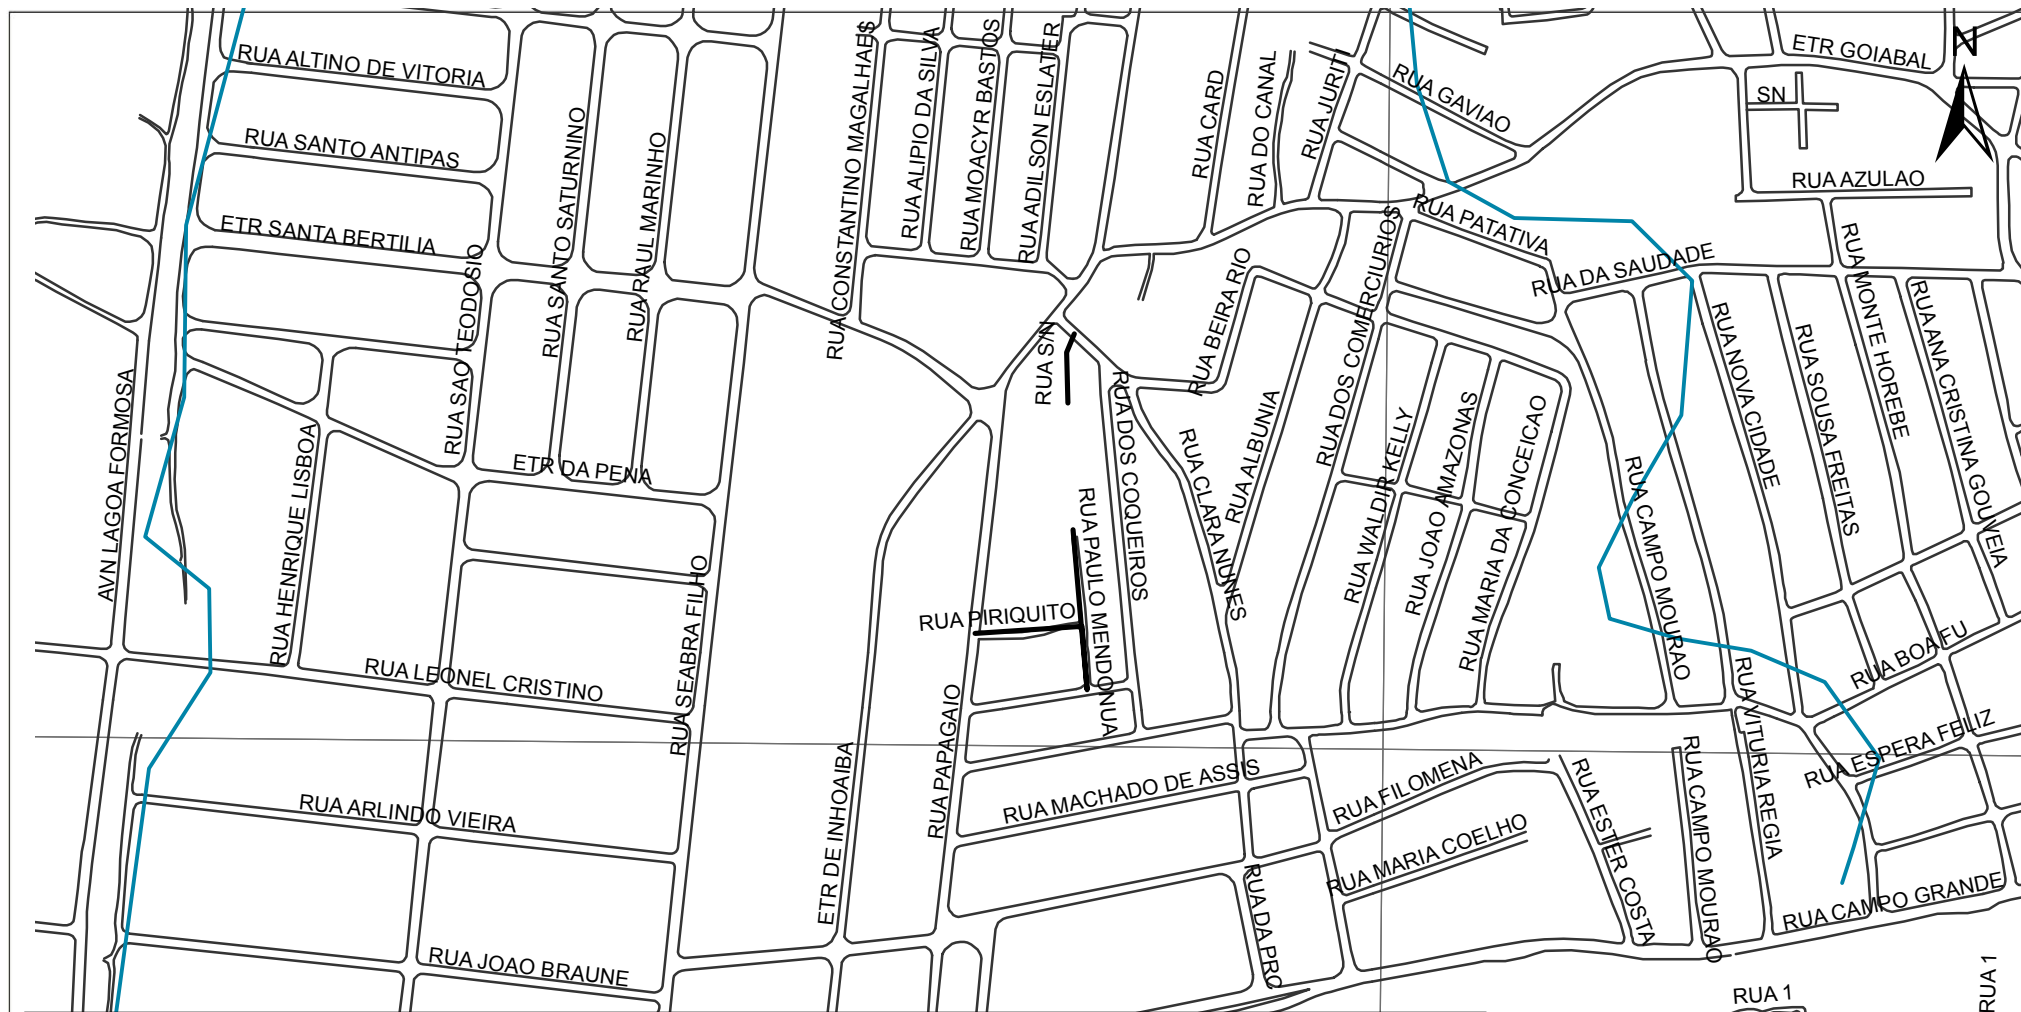 RUA ALTINO DE VITORIA
RUA SANTO ANTIPAS
ETR SANTA BERTILIA
RUA SAO TEODOSIO
RUA SANTO SATURNINO
RUA RAUL MARINHO
RUA CONSTANTINO MAGALHAES
RUA ALIPIO DA SILVA
RUA MOACYR BASTOS
RUA ADILSON ESLATER
RUA CARD
RUA DO CANAL
RUA JURITI
RUA GAVIAO
ETR GOIABAL
N
SN
RUA AZULAO
RUA PATATIVA
RUA DA SAUDADE
RUA BEIRA RIO
RUA DOS COMERCIURIOS
RUA MONTE HOREBE
RUA ANA CRISTINA GOUVEIA
RUA NOVA CIDADE
RUA SOUSA FREITAS
RUA S/N
RUA DOS COQUEIROS
RUA ALBUNIA
RUA CLARA NUNES
RUA WALDIR KELLY
RUA JOAO AMAZONAS
RUA MARIA DA CONCEICAO
RUA CAMPO MOURAO
AVN LAGOA FORMOSA
RUA HENRIQUE LISBOA
ETR DA PENA
RUA SEABRA FILHO
RUA PAULO MENDONUA
RUA PIRIQUITO
RUA LEONEL CRISTINO
RUA PAPAGAIO
ETR DE INHOAIBA
RUA BOA FU
RUA VITURIA REGIA
RUA ESPERA FELIZ
RUA MACHADO DE ASSIS
RUA FILOMENA
RUA ESTER COSTA
RUA CAMPO MOURAO
RUA ARLINDO VIEIRA
RUA MARIA COELHO
RUA DA PRO
RUA CAMPO GRANDE
RUA JOAO BRAUNE
RUA 1
RUA 1